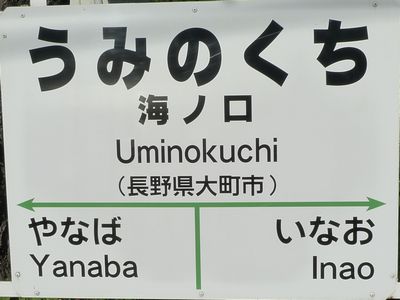 うみのくち
海ノ口
Uminokuchi
（長野県大町市）
やなば いなお
Yanaba Inao